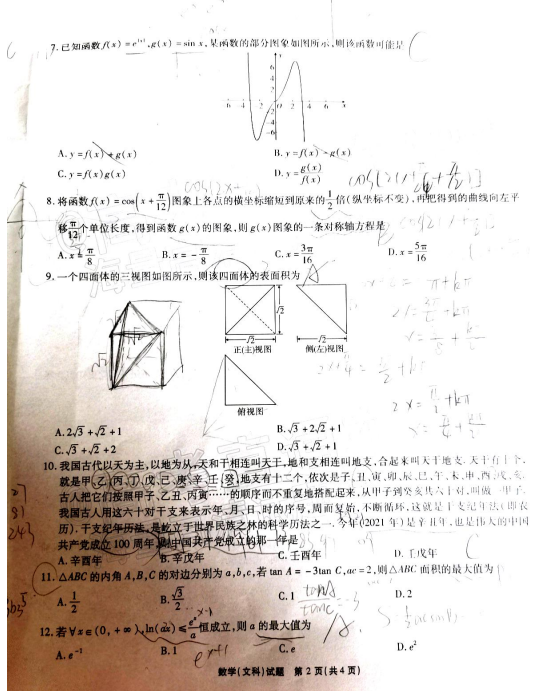 7.已知函数f(x)=e^{|x|},g(x)=sin x,某函数的部分图象如图所示,则该函数可能是
A.y=f(x)+g(x)
B.y=f(x)-g(x)
C.y=f(x)g(x)
D.y=g(x)/f(x)
8.将函数f(x)=cos(x+π/12)图象上各点的横坐标缩短到原来的1/2倍(纵坐标不变),再把得到的曲线向左平
移π/12个单位长度,得到函数g(x)的图象,则g(x)图象的一条对称轴方程是
A.x=π/8
B.x=-π/8
C.x=3π/16
D.x=5π/16
9.一个四面体的三视图如图所示,则该四面体的表面积为
A
√2
√2
√2
正(主)视图
侧(左)视图
俯视图
A.2√3+√2+1
B.√3+2√2+1
C.√3+√2+2
D.√3+√2+1
10.我国古代以天为主,以地为从,天和干相连叫天干,地和支相连叫地支,合起来叫天干地支.天干有十个,
就是甲、乙、丙、丁、戊、己、庚、辛、壬、癸,地支有十二个,依次是子、丑、寅、卯、辰、巳、午、未、申、酉、戌、亥.
古人把它们按照甲子、乙丑、丙寅……的顺序而不重复地搭配起来,从甲子到癸亥共六十对,叫做一甲子.
我国古人用这六十对干支来表示年、月、日、时的序号,周而复始,不断循环,这就是干支纪年法(即农
历).干支纪年历法,是屹立于世界民族之林的科学历法之一.今年(2021年)是辛丑年,也是伟大的中国
共产党成立100周年,则中国共产党成立的那一年是
A.辛酉年
B.辛戊年
C.壬酉年
D.壬戊年
11.△ABC的内角A,B,C的对边分别为a,b,c,若tan A=-3tan C,ac=2,则△ABC面积的最大值为
A.1/2
B.√3/2
C.1
D.2
12.若∀x∈(0,+∞),ln(ax)≤e^x/a恒成立,则a的最大值为
A.e^{-1}
B.1
C.e
D.e²
数学(文科)试题 第2页(共4页)